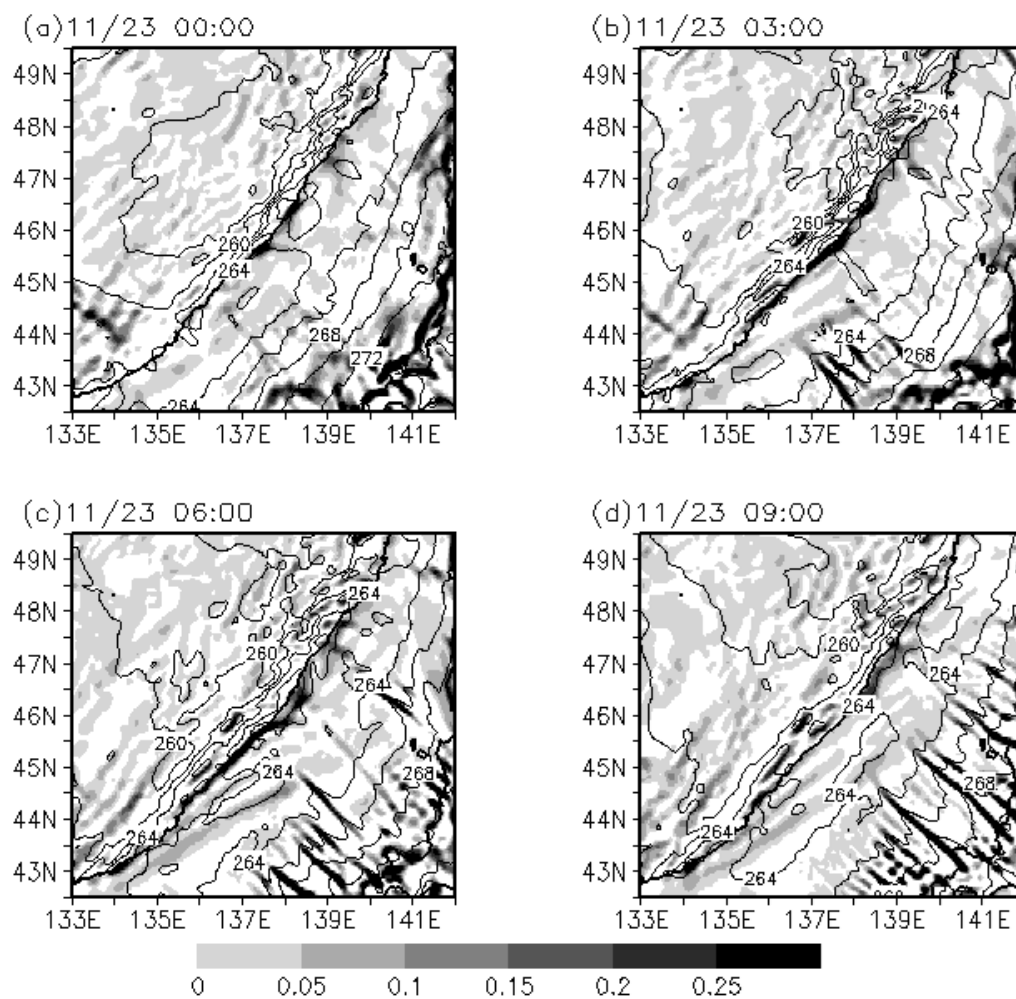 (a)11/23 00:00
(b)11/23 03:00
49N
48N
47N
46N
45N
44N
43N
260
264
268
272
264
133E 135E 137E 139E 141E
49N
48N
47N
46N
45N
44N
43N
264
260
264
264
268
133E 135E 137E 139E 141E
(c)11/23 06:00
(d)11/23 09:00
49N
48N
47N
46N
45N
44N
43N
264
260
264
260
264
268
264
264
133E 135E 137E 139E 141E
49N
48N
47N
46N
45N
44N
43N
260
264
264
268
264
264
264
133E 135E 137E 139E 141E
0 0.05 0.1 0.15 0.2 0.25